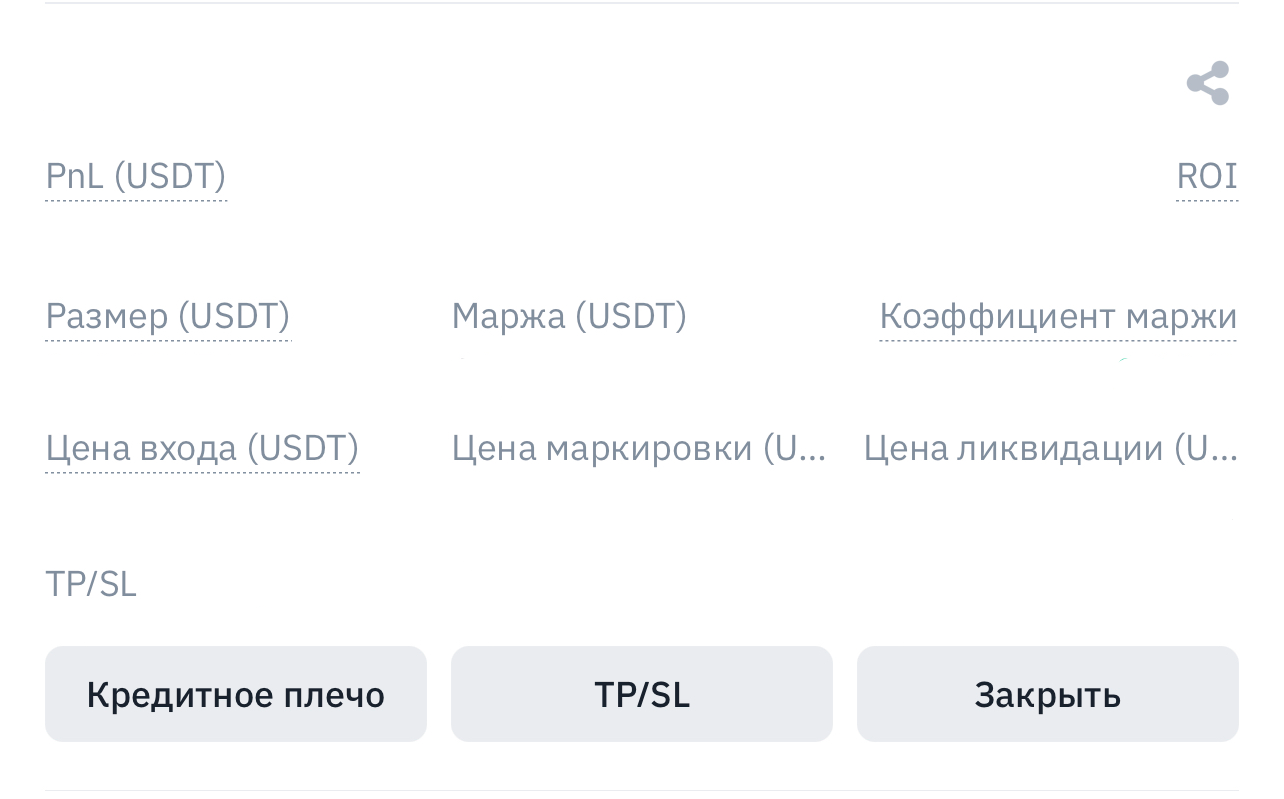 PnL (USDT) ROI
Размер (USDT) Маржа (USDT) Коэффициент маржи
Цена входа (USDT) Цена маркировки (U... Цена ликвидации (U...
TP/SL
Кредитное плечо TP/SL Закрыть